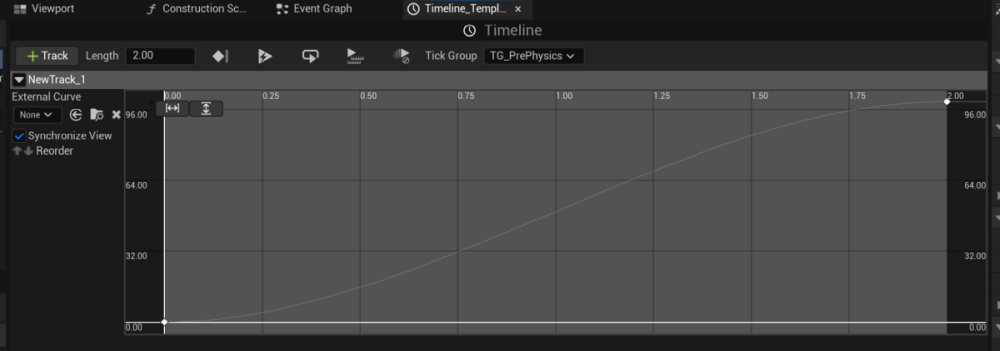 Viewport
Construction Sc...
Event Graph
Timeline_Templ...
Timeline
Track
Length
2.00
Tick Group
TG_PrePhysics
NewTrack_1
External Curve
None
Synchronize View
Reorder
0.00 0.25 0.50 0.75 1.00 1.25 1.50 1.75 2.00
96.00 96.00
64.00 64.00
32.00 32.00
0.00 0.00